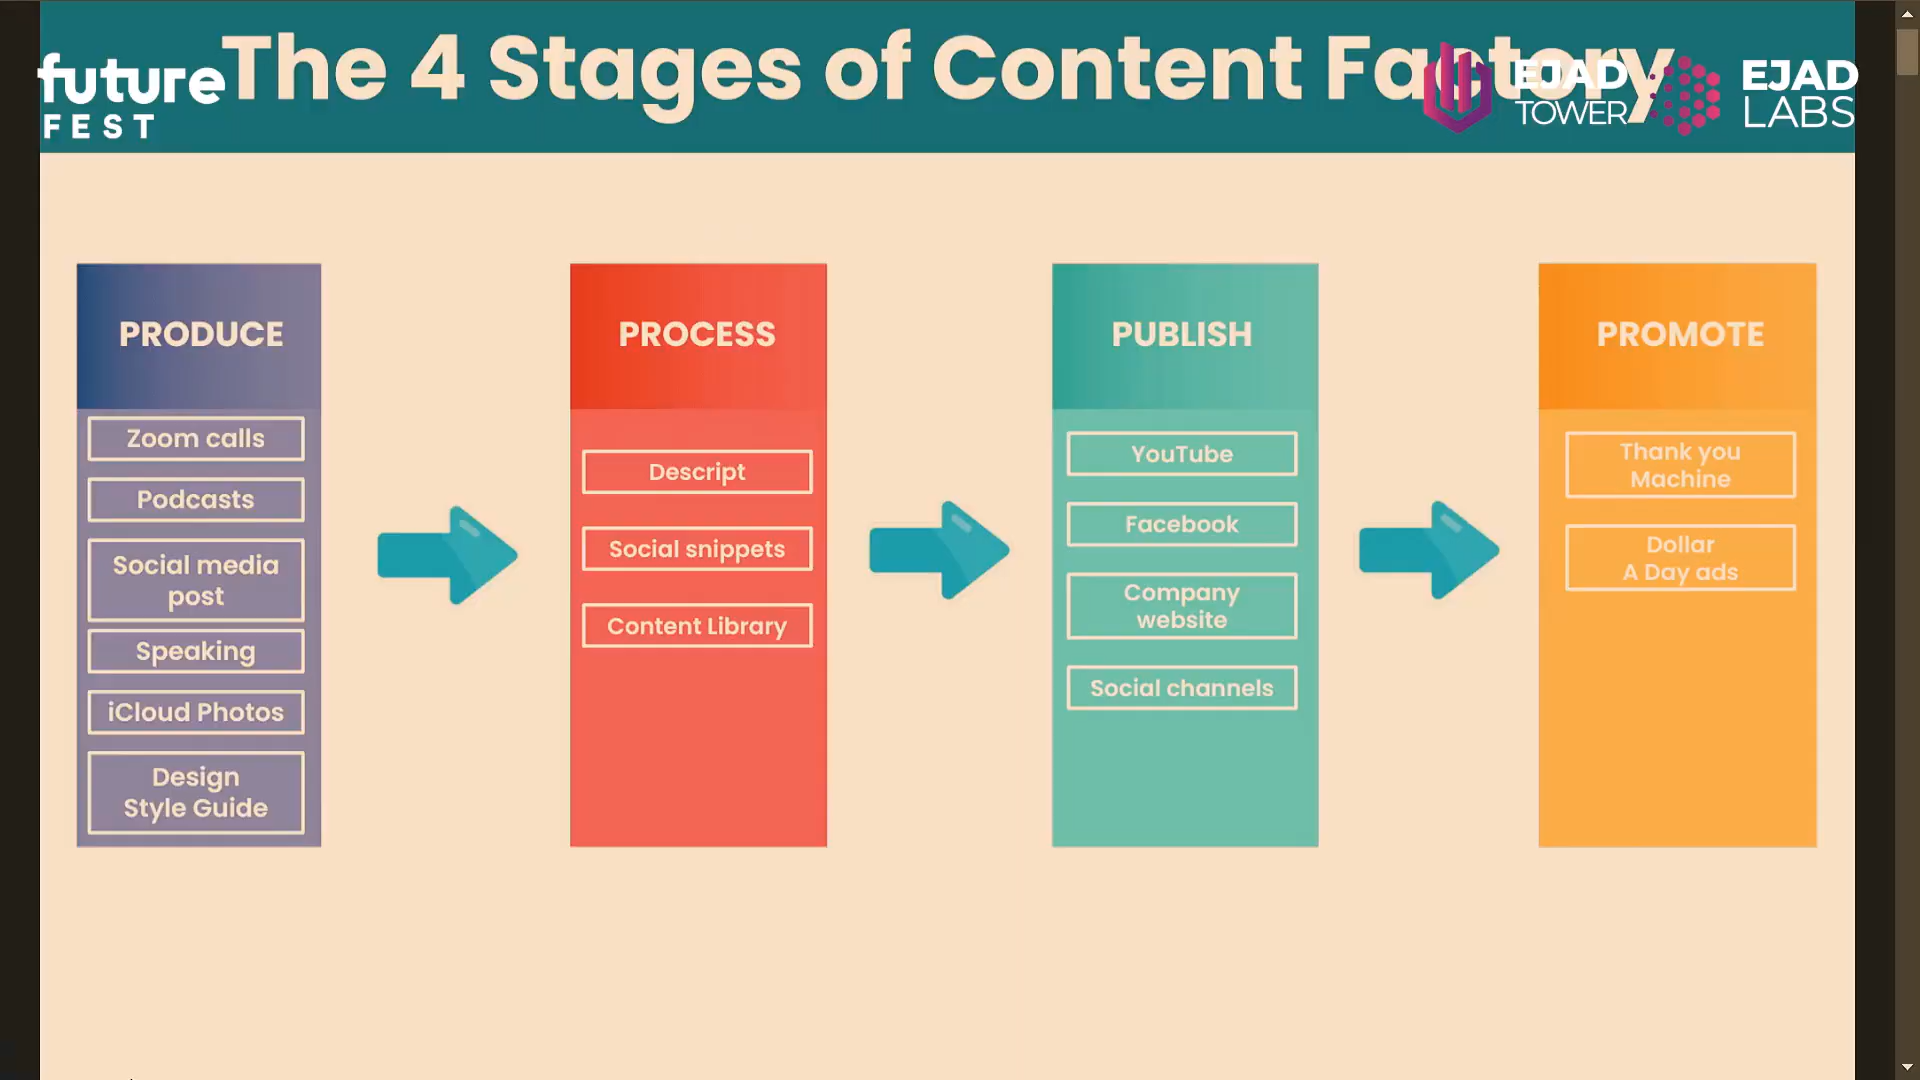 The 4 Stages of Content Factory
future
FEST
EJAD
TOWER
EJAD
LABS
PRODUCE
Zoom calls
Podcasts
Social media
post
Speaking
iCloud Photos
Design
Style Guide
PROCESS
Descript
Social snippets
Content Library
PUBLISH
YouTube
Facebook
Company
website
Social channels
PROMOTE
Thank you
Machine
Dollar
A Day ads